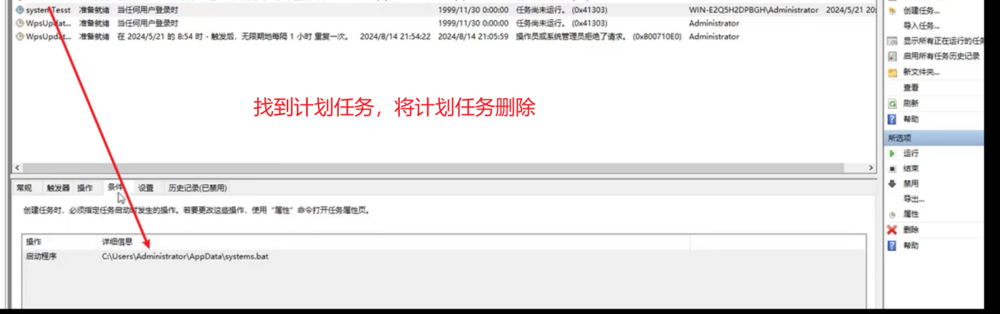 systemTesst 准备就绪 当任何用户登录时 1999/11/30 0:00:00 任务尚未运行。 (0x41303) WIN-E2Q5H2DPBGH\Administrator 2024/5/21 20:
WpsUpdat... 准备就绪 当任何用户登录时 1999/11/30 0:00:00 任务尚未运行。 (0x41303) Administrator
WpsUpdat... 准备就绪 在 2024/5/21 的 8:54 时 - 触发后，无限期地每隔 1 小时 重复一次。 2024/8/14 21:54:22 2024/8/14 21:05:59 操作员或系统管理员拒绝了请求。 (0x800710E0) Administrator
找到计划任务，将计划任务删除
常规 触发器 操作 条件 设置 历史记录(已禁用)
创建任务时，必须指定任务启动时发生的操作。若要更改这些操作，使用“属性”命令打开任务属性页。
操作 详细信息
启动程序 C:\Users\Administrator\AppData\systems.bat
创建任务...
导入任务...
显示所有正在运行的任务
启用所有任务历史记录
新文件夹...
查看
刷新
帮助
所选项
运行
结束
禁用
导出...
属性
删除
帮助